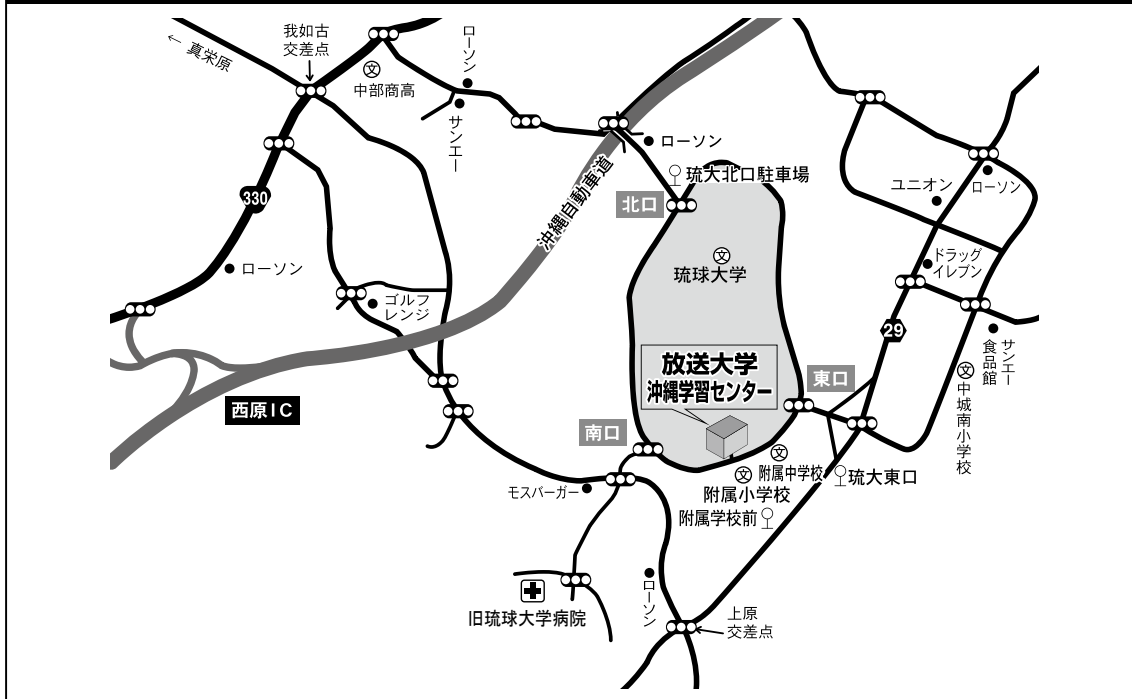 ← 真栄原
我如古
交差点
中部商高
ローソン
サンエー
ローソン
琉大北口駐車場
北口
沖縄自動車道
330
ローソン
ゴルフ
レンジ
琉球大学
ユニオン
ローソン
ドラッグ
イレブン
29
サンエー
食品館
中城南小学校
放送大学
沖縄学習センター
東口
西原IC
南口
附属中学校
附属小学校
琉大東口
附属学校前
モスバーガー
旧琉球大学病院
ローソン
上原
交差点
文
文
文
文
文